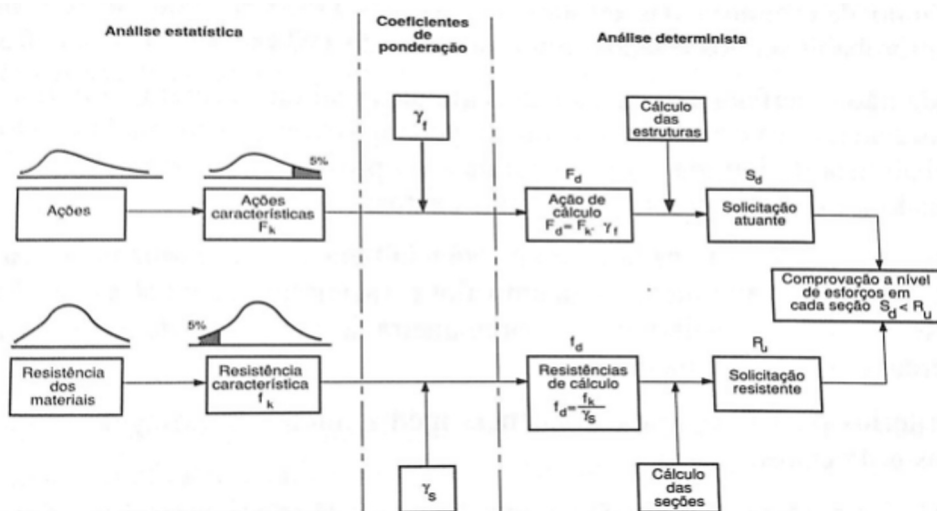 Análise estatística
Coeficientes
de
ponderação
Análise determinista
γf
Cálculo
das
estruturas
5%
Fd
Sd
Ações
Ações
características
Fk
Ação de
cálculo
Fd = Fk. γf
Solicitação
atuante
Comprovação a nível
de esforços em
cada seção Sd < Ru
5%
fd
Ru
Resistência
dos
materiais
Resistência
característica
fk
Resistências
de cálculo
fd = fk
γs
Solicitação
resistente
γs
Cálculo
das
seções